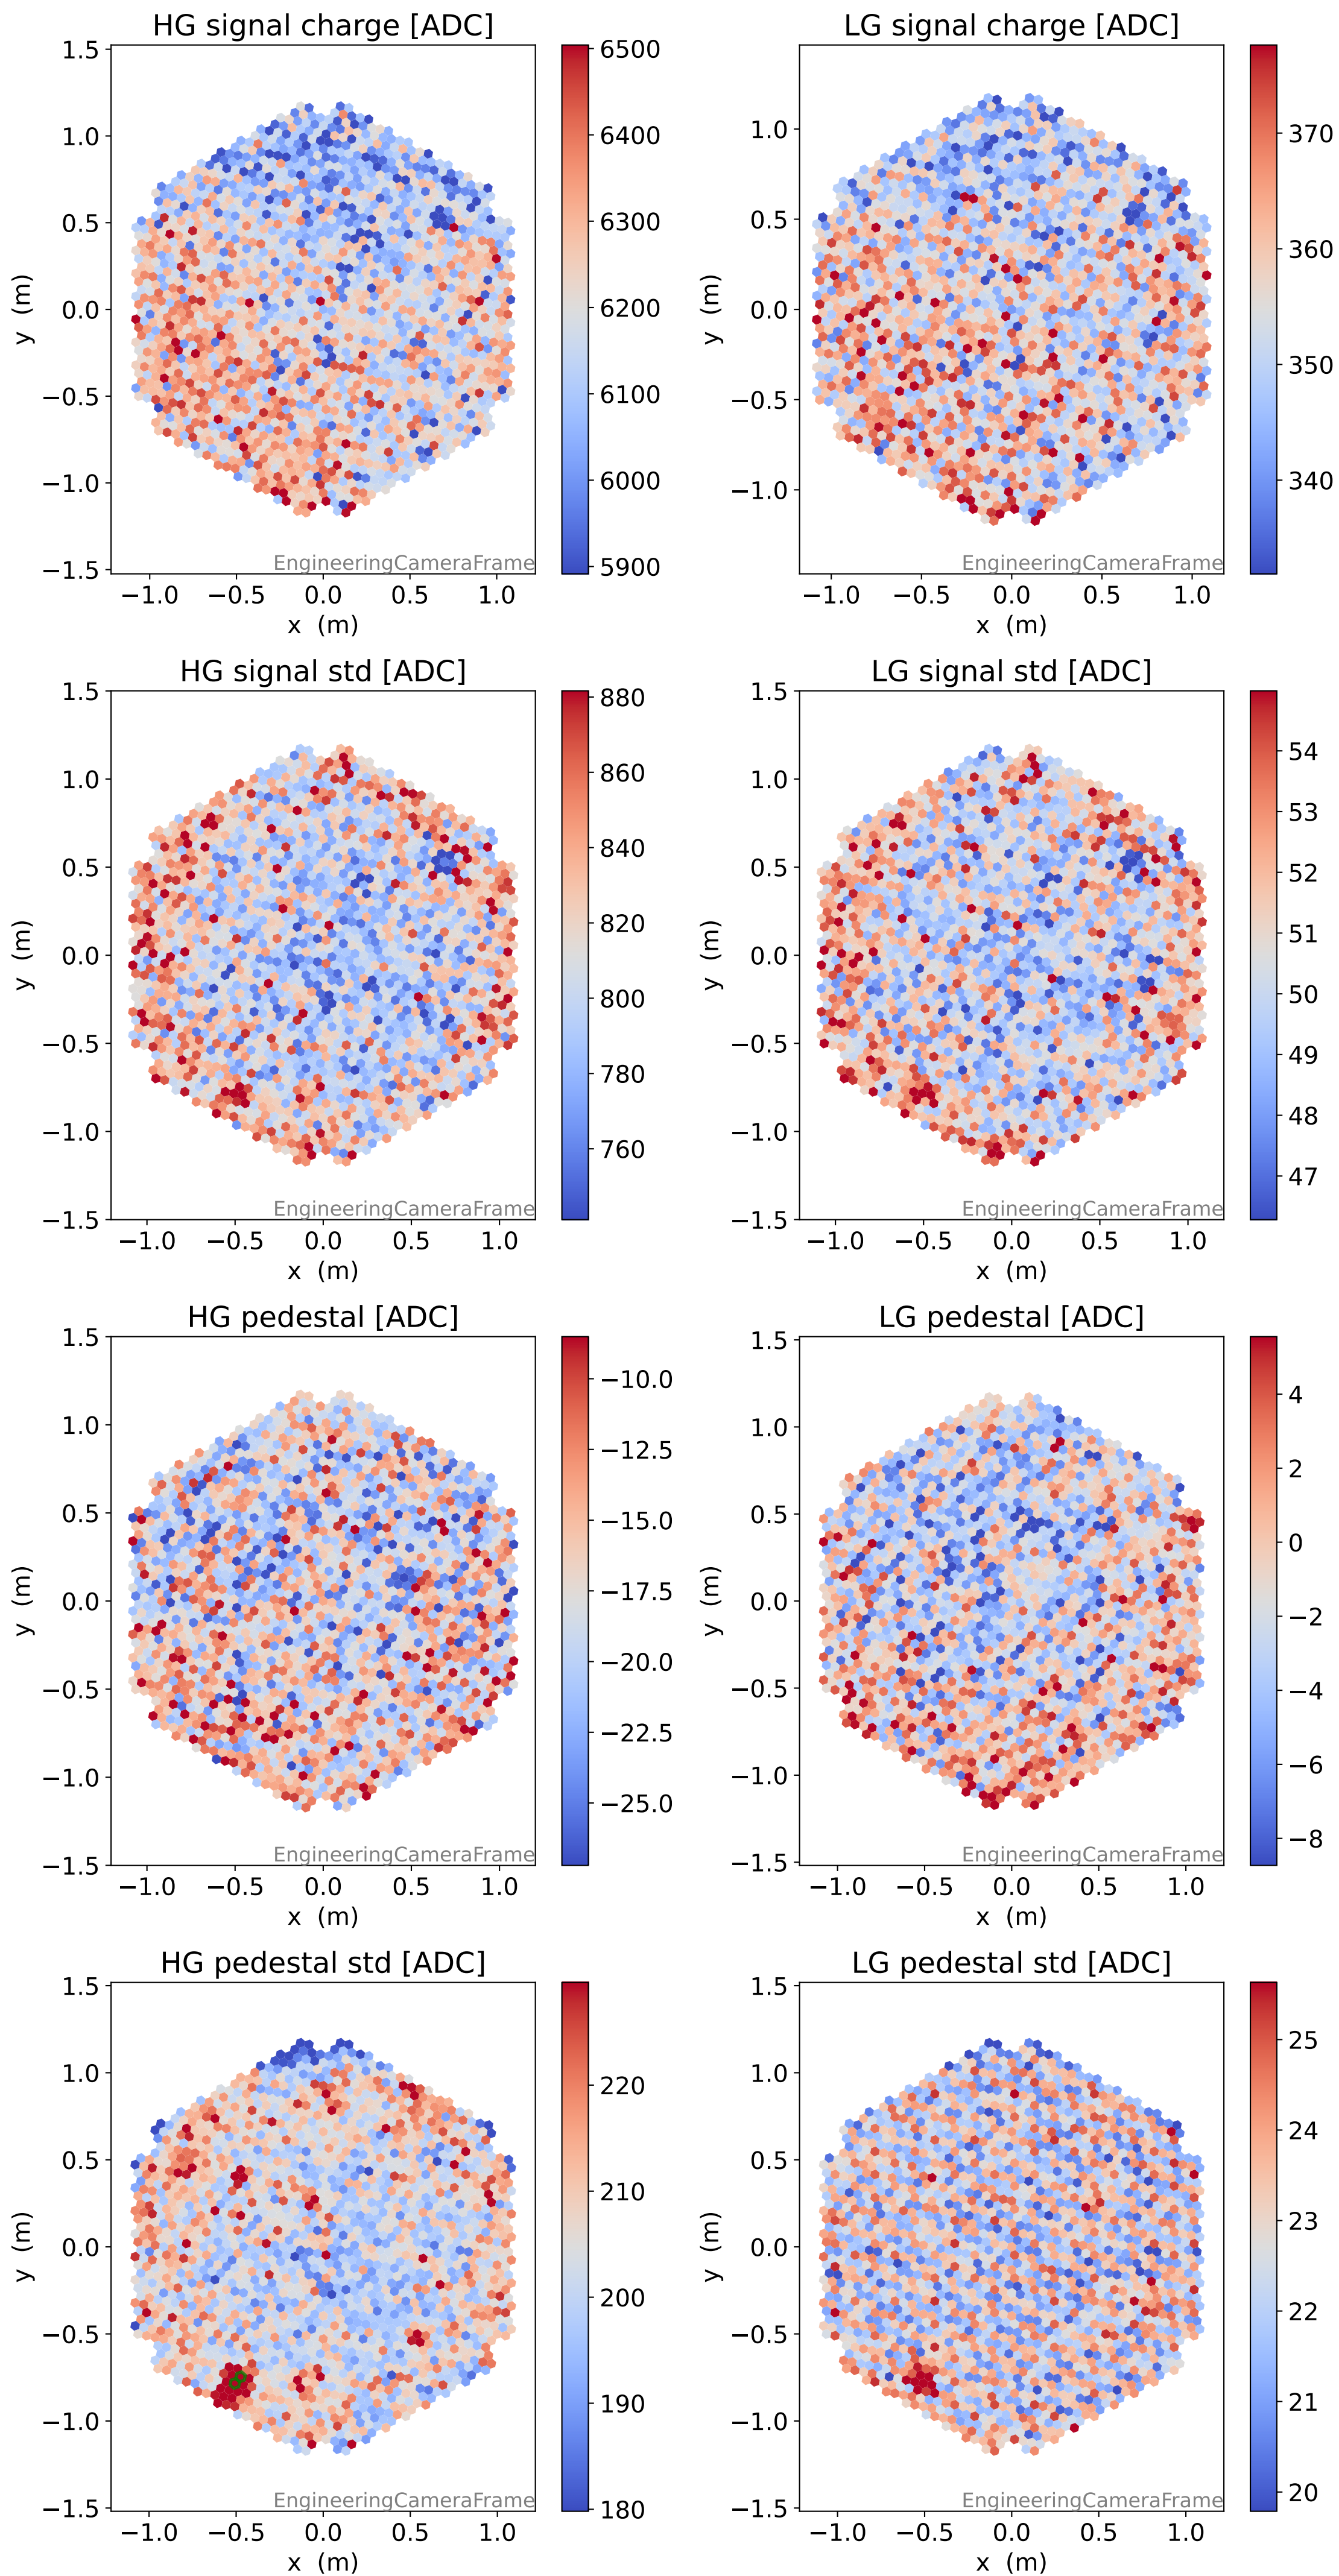 HG signal charge [ADC]
1.5
1.0
0.5
0.0
−0.5
−1.0
−1.5
y (m)
−1.0 −0.5 0.0 0.5 1.0
x (m)
EngineeringCameraFrame
6500
6400
6300
6200
6100
6000
5900
LG signal charge [ADC]
1.0
0.5
0.0
−0.5
−1.0
y (m)
−1.0 −0.5 0.0 0.5 1.0
x (m)
EngineeringCameraFrame
370
360
350
340
HG signal std [ADC]
1.5
1.0
0.5
0.0
−0.5
−1.0
−1.5
y (m)
−1.0 −0.5 0.0 0.5 1.0
x (m)
EngineeringCameraFrame
880
860
840
820
800
780
760
LG signal std [ADC]
1.5
1.0
0.5
0.0
−0.5
−1.0
−1.5
y (m)
−1.0 −0.5 0.0 0.5 1.0
x (m)
EngineeringCameraFrame
54
53
52
51
50
49
48
47
HG pedestal [ADC]
1.5
1.0
0.5
0.0
−0.5
−1.0
−1.5
y (m)
−1.0 −0.5 0.0 0.5 1.0
x (m)
EngineeringCameraFrame
−10.0
−12.5
−15.0
−17.5
−20.0
−22.5
−25.0
LG pedestal [ADC]
1.5
1.0
0.5
0.0
−0.5
−1.0
−1.5
y (m)
−1.0 −0.5 0.0 0.5 1.0
x (m)
EngineeringCameraFrame
4
2
0
−2
−4
−6
−8
HG pedestal std [ADC]
1.5
1.0
0.5
0.0
−0.5
−1.0
−1.5
y (m)
−1.0 −0.5 0.0 0.5 1.0
x (m)
EngineeringCameraFrame
220
210
200
190
180
LG pedestal std [ADC]
1.5
1.0
0.5
0.0
−0.5
−1.0
−1.5
y (m)
−1.0 −0.5 0.0 0.5 1.0
x (m)
EngineeringCameraFrame
25
24
23
22
21
20